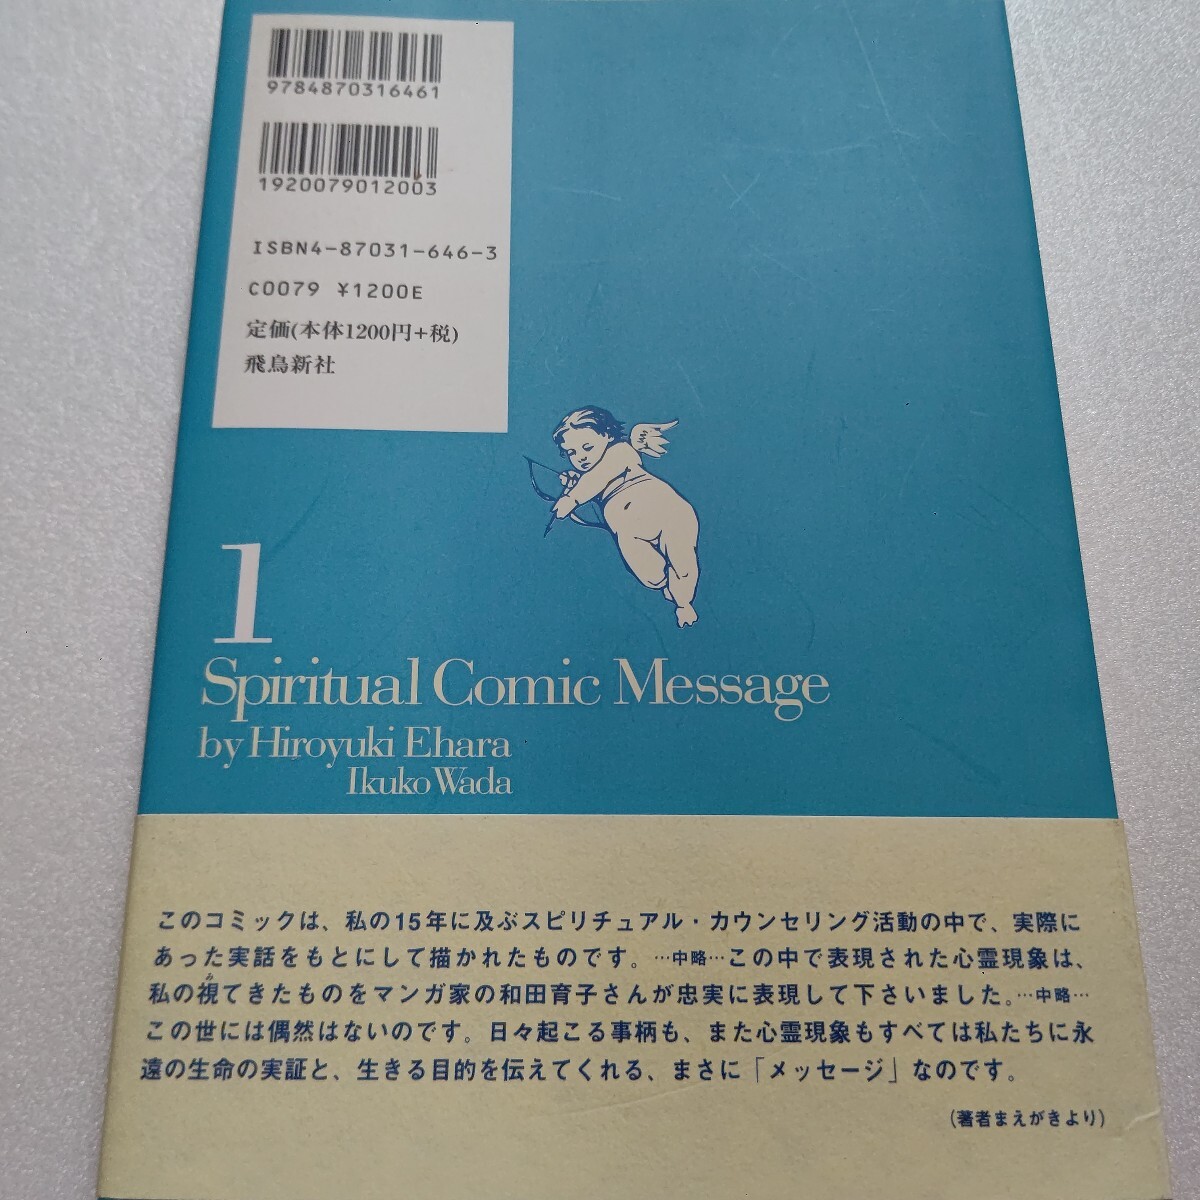 9784870316461
1920079012003
ISBN4-87031-646-3
C0079 ¥1200E
定価(本体1200円+税)
飛鳥新社
1
Spiritual Comic Message
by Hiroyuki Ehara
Ikuko Wada
このコミックは、私の15年に及ぶスピリチュアル・カウンセリング活動の中で、実際に
あった実話をもとにして描かれたものです。…中略…この中で表現された心霊現象は、
私の視てきたものをマンガ家の和田育子さんが忠実に表現して下さいました。…中略…
この世には偶然はないのです。日々起こる事柄も、また心霊現象もすべては私たちに永
遠の生命の実証と、生きる目的を伝えてくれる、まさに「メッセージ」なのです。
(著者まえがきより)